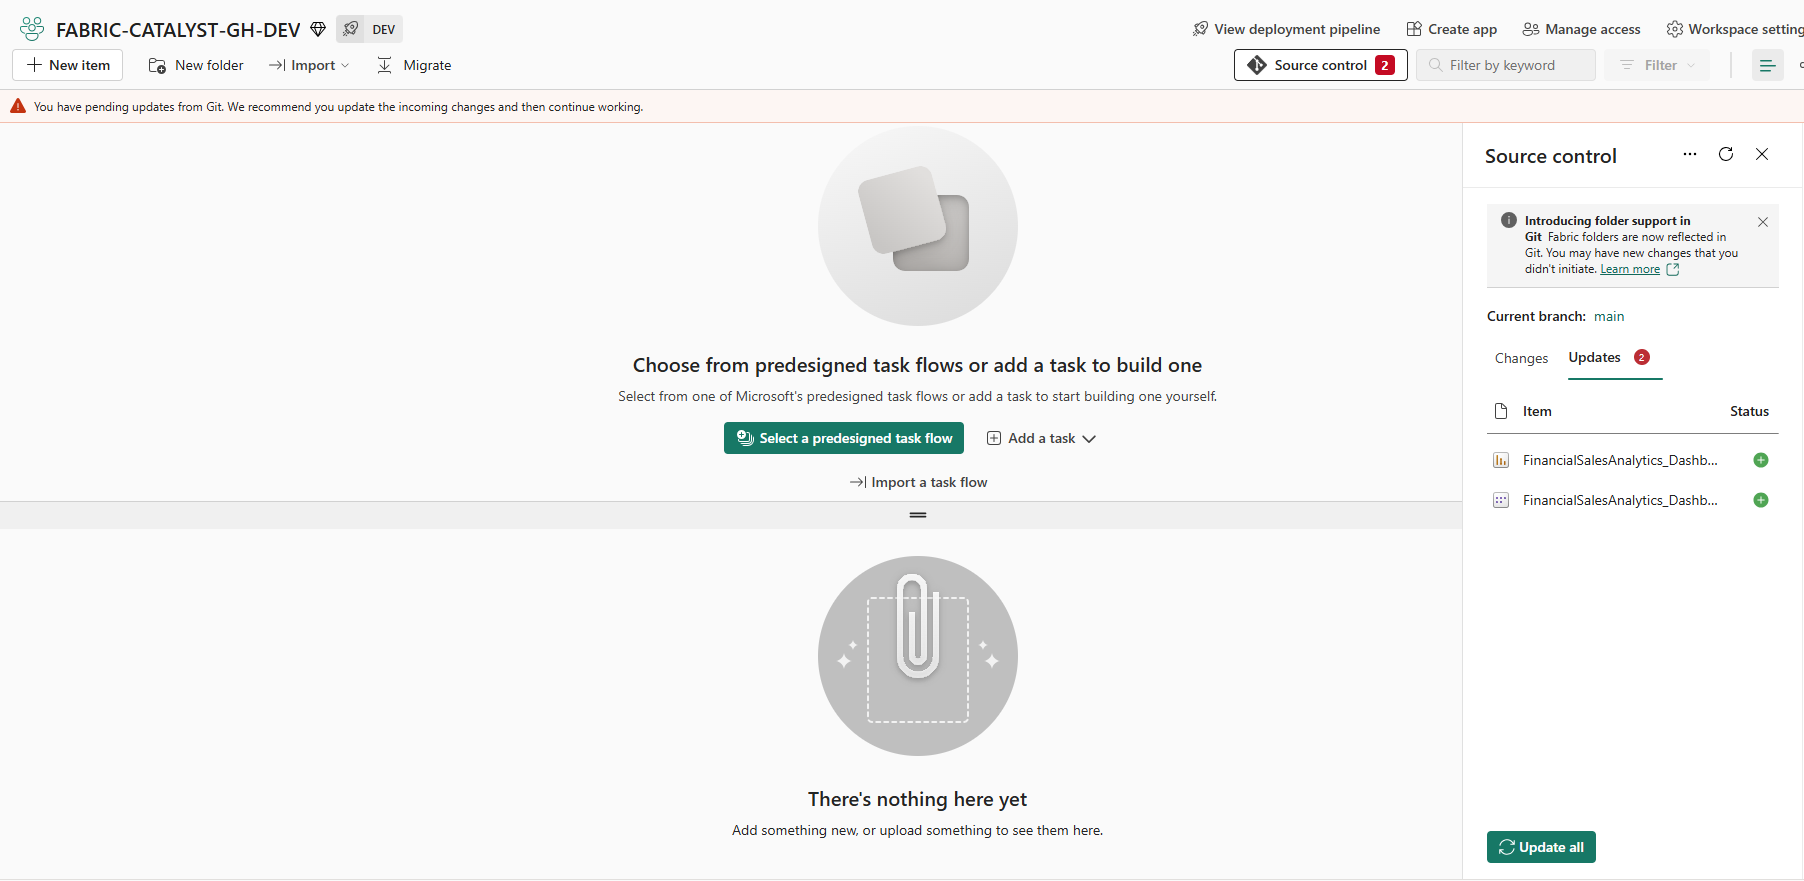 FABRIC-CATALYST-GH-DEV DEV View deployment pipeline Create app Manage access Workspace setting
New item New folder Import Migrate Source control 2 Filter by keyword Filter
You have pending updates from Git. We recommend you update the incoming changes and then continue working.
Choose from predesigned task flows or add a task to build one
Select from one of Microsoft's predesigned task flows or add a task to start building one yourself.
Select a predesigned task flow Add a task
Import a task flow
There's nothing here yet
Add something new, or upload something to see them here.
Source control
Introducing folder support in
Git Fabric folders are now reflected in
Git. You may have new changes that you
didn't initiate. Learn more
Current branch: main
Changes Updates 2
Item Status
FinancialSalesAnalytics_Dashb...
FinancialSalesAnalytics_Dashb...
Update all